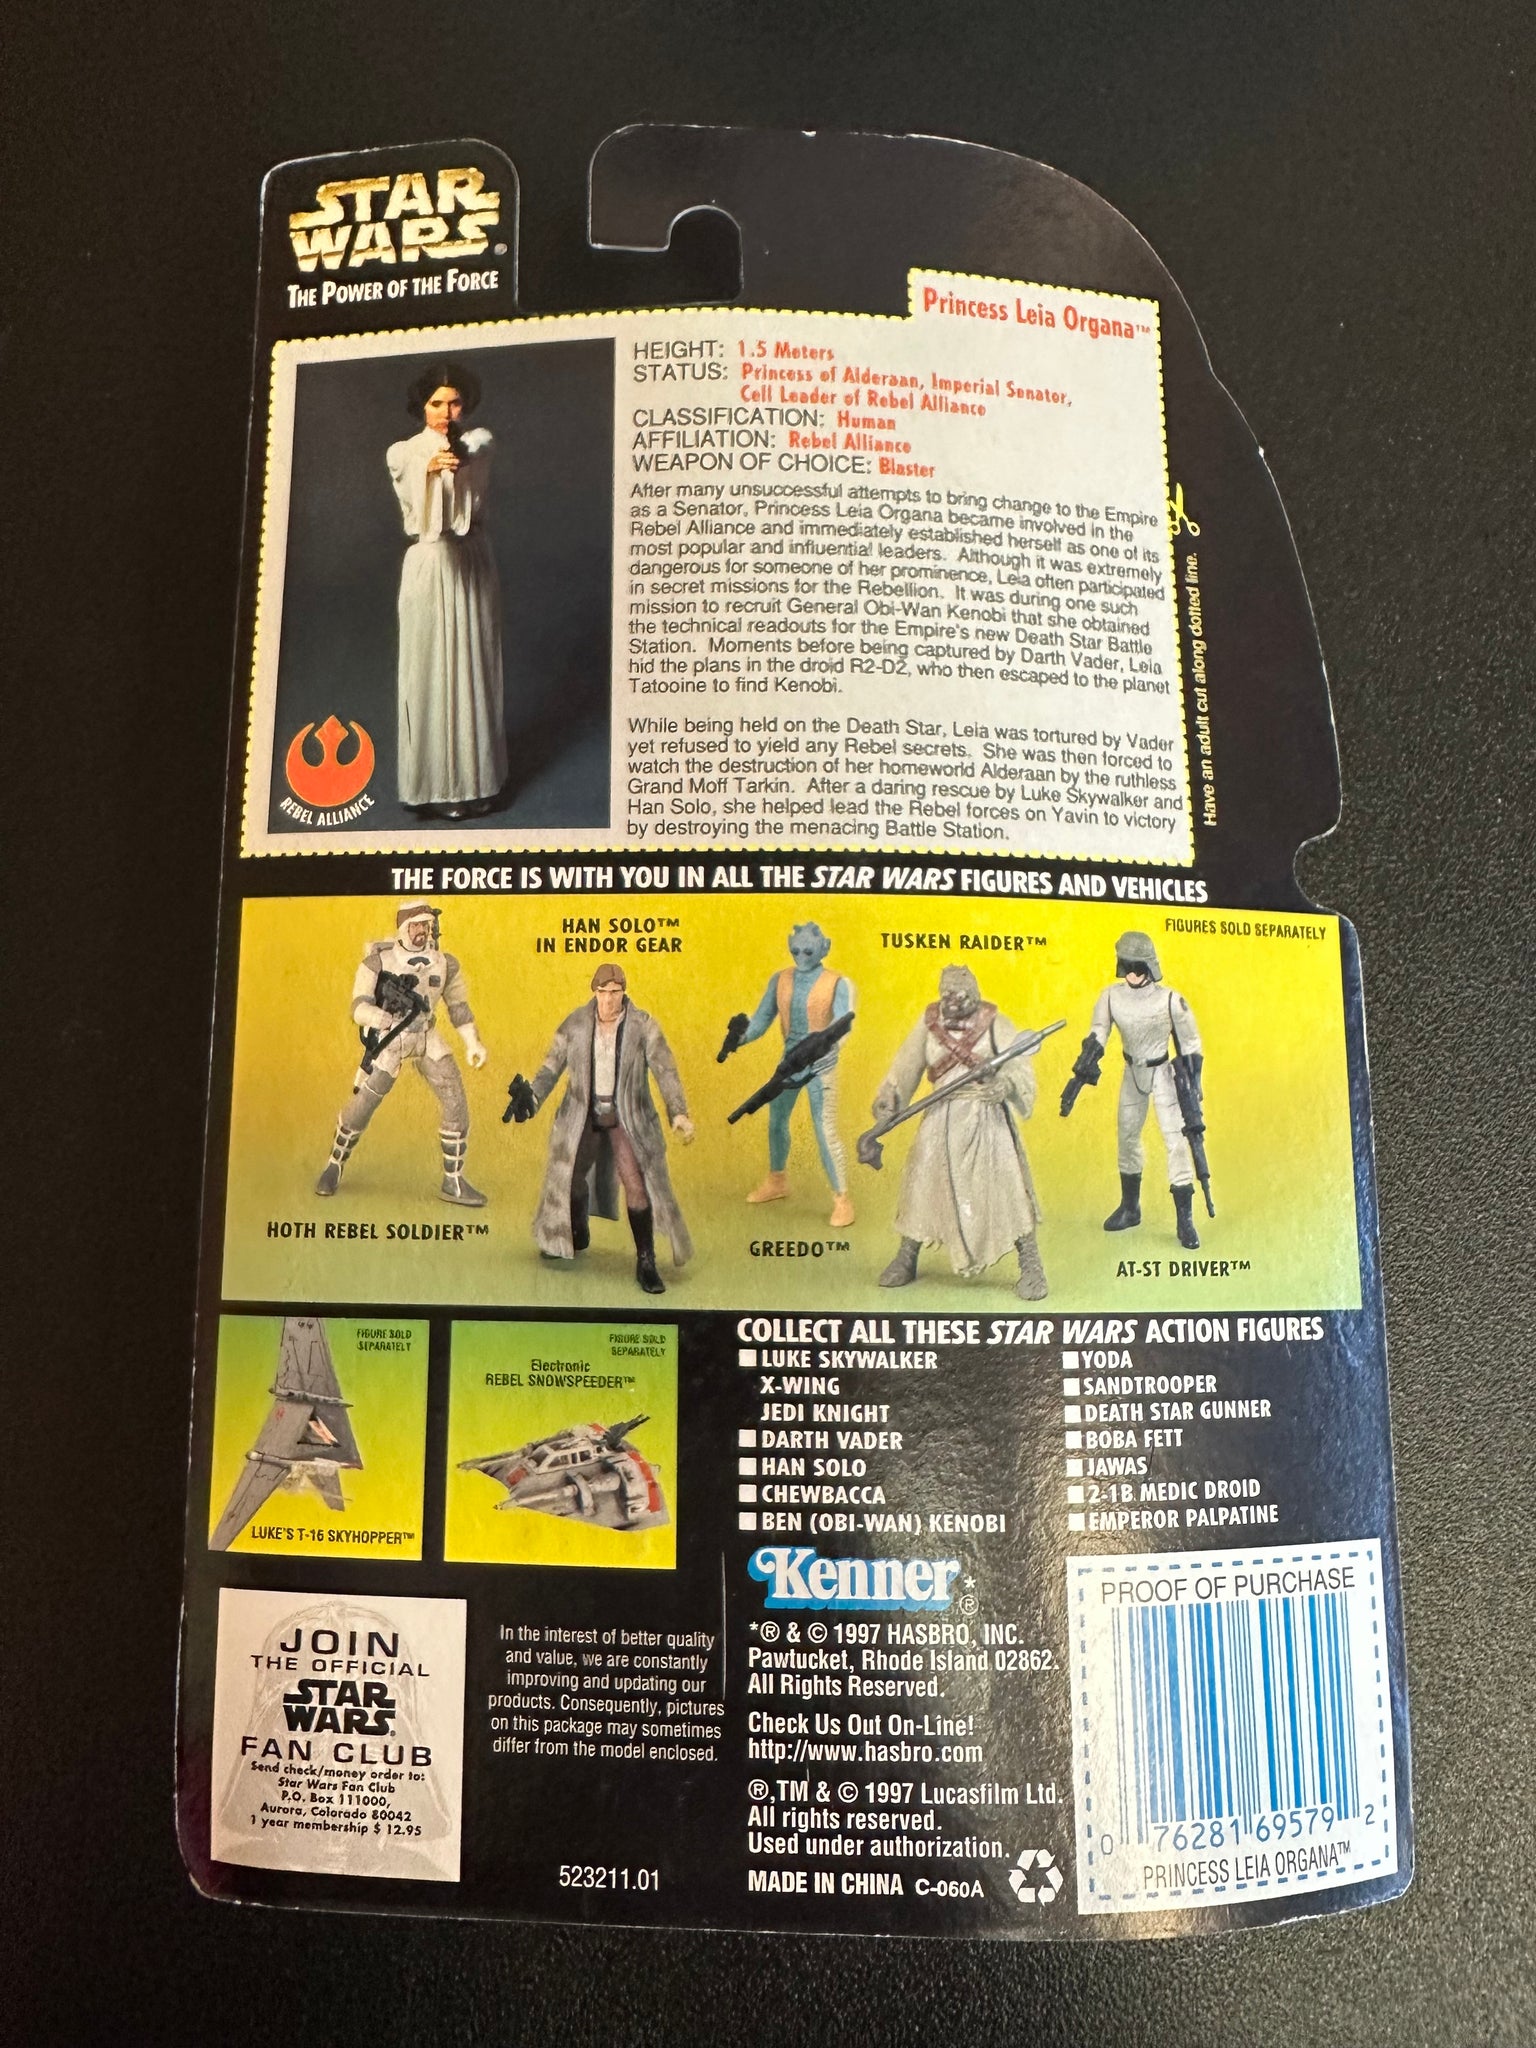 STAR
WARS®
THE POWER OF THE FORCE
Princess Leia Organa™
HEIGHT: 1.5 Meters
STATUS: Princess of Alderaan, Imperial Senator,
Cell Leader of Rebel Alliance
CLASSIFICATION: Human
AFFILIATION: Rebel Alliance
WEAPON OF CHOICE: Blaster
After many unsuccessful attempts to bring change to the Empire
as a Senator, Princess Leia Organa became involved in the
Rebel Alliance and immediately established herself as one of its
most popular and influential leaders. Although it was extremely
dangerous for someone of her prominence, Leia often participated
in secret missions for the Rebellion. It was during one such
mission to recruit General Obi-Wan Kenobi that she obtained
the technical readouts for the Empire's new Death Star Battle
Station. Moments before being captured by Darth Vader, Leia
hid the plans in the droid R2-D2, who then escaped to the planet
Tatooine to find Kenobi.
While being held on the Death Star, Leia was tortured by Vader
yet refused to yield any Rebel secrets. She was then forced to
watch the destruction of her homeworld Alderaan by the ruthless
Grand Moff Tarkin. After a daring rescue by Luke Skywalker and
Han Solo, she helped lead the Rebel forces on Yavin to victory
by destroying the menacing Battle Station.
REBEL ALLIANCE
Have an adult cut along dotted line.
THE FORCE IS WITH YOU IN ALL THE STAR WARS FIGURES AND VEHICLES
FIGURES SOLD SEPARATELY
HAN SOLO™
IN ENDOR GEAR
TUSKEN RAIDER™
HOTH REBEL SOLDIER™
GREEDO™
AT-ST DRIVER™
FIGURE SOLD
SEPARATELY
LUKE'S T-16 SKYHOPPER™
FIGURE SOLD
SEPARATELY
Electronic
REBEL SNOWSPEEDER™
COLLECT ALL THESE STAR WARS ACTION FIGURES
LUKE SKYWALKER
X-WING
JEDI KNIGHT
DARTH VADER
HAN SOLO
CHEWBACCA
BEN (OBI-WAN) KENOBI
YODA
SANDTROOPER
DEATH STAR GUNNER
BOBA FETT
JAWAS
2-1B MEDIC DROID
EMPEROR PALPATINE
JOIN
THE OFFICIAL
STAR
WARS®
FAN CLUB
Send check/money order to:
Star Wars Fan Club
P.O. Box 111000,
Aurora, Colorado 80042
1 year membership $ 12.95
In the interest of better quality
and value, we are constantly
improving and updating our
products. Consequently, pictures
on this package may sometimes
differ from the model enclosed.
523211.01
Kenner*®
*® & © 1997 HASBRO, INC.
Pawtucket, Rhode Island 02862.
All Rights Reserved.
Check Us Out On-Line!
http://www.hasbro.com
®,TM & © 1997 Lucasfilm Ltd.
All rights reserved.
Used under authorization.
MADE IN CHINA C-060A
PROOF OF PURCHASE
0 76281 69579 2
PRINCESS LEIA ORGANA™